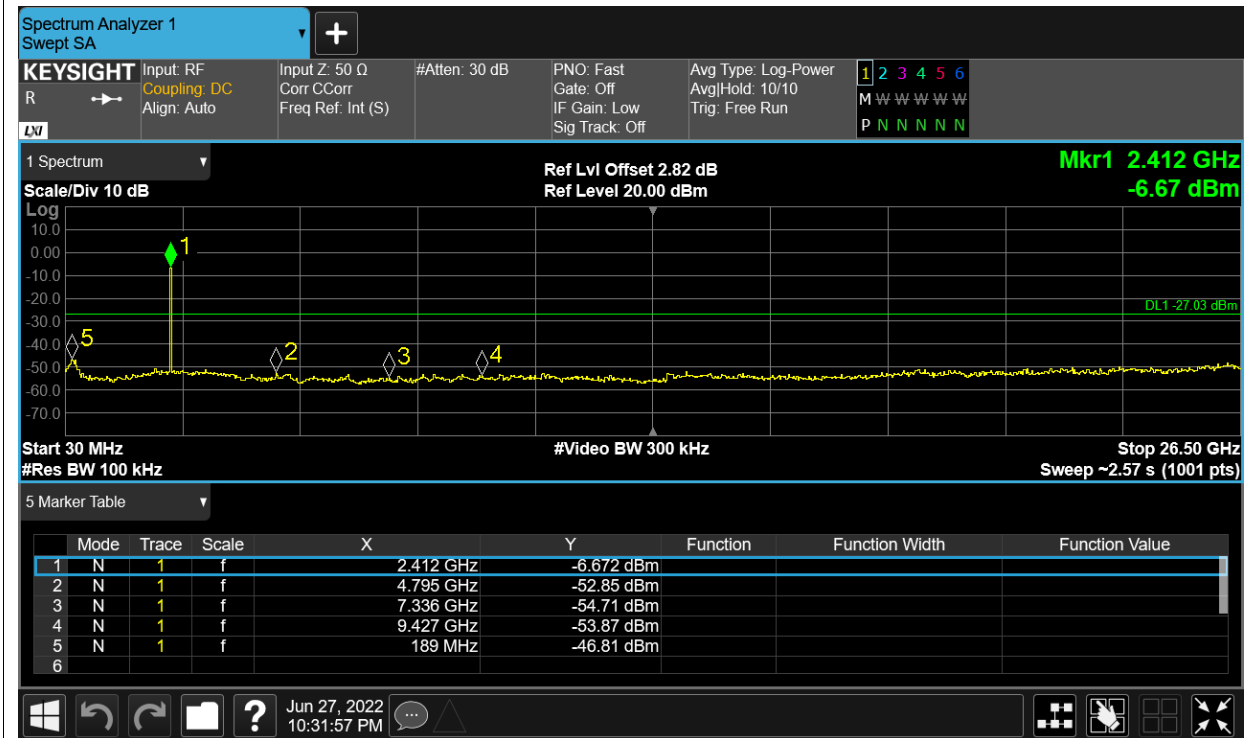 Spectrum Analyzer 1
Swept SA
+
KEYSIGHT Input: RF Input Z: 50 Ω #Atten: 30 dB PNO: Fast Avg Type: Log-Power 1 2 3 4 5 6
R Coupling: DC Corr CCorr Gate: Off Avg|Hold: 10/10 M W W W W W
Align: Auto Freq Ref: Int (S) IF Gain: Low Trig: Free Run
LXI Sig Track: Off P N N N N N
1 Spectrum Ref Lvl Offset 2.82 dB Mkr1 2.412 GHz
Scale/Div 10 dB Ref Level 20.00 dBm -6.67 dBm
Log
10.0
1
0.00
-10.0
-20.0
DL1 -27.03 dBm
-30.0
5
-40.0
2 3 4
-50.0
-60.0
-70.0
Start 30 MHz #Video BW 300 kHz Stop 26.50 GHz
#Res BW 100 kHz Sweep ~2.57 s (1001 pts)
5 Marker Table
Mode Trace Scale X Y Function Function Width Function Value
1 N 1 f 2.412 GHz -6.672 dBm
2 N 1 f 4.795 GHz -52.85 dBm
3 N 1 f 7.336 GHz -54.71 dBm
4 N 1 f 9.427 GHz -53.87 dBm
5 N 1 f 189 MHz -46.81 dBm
6
? Jun 27, 2022
10:31:57 PM